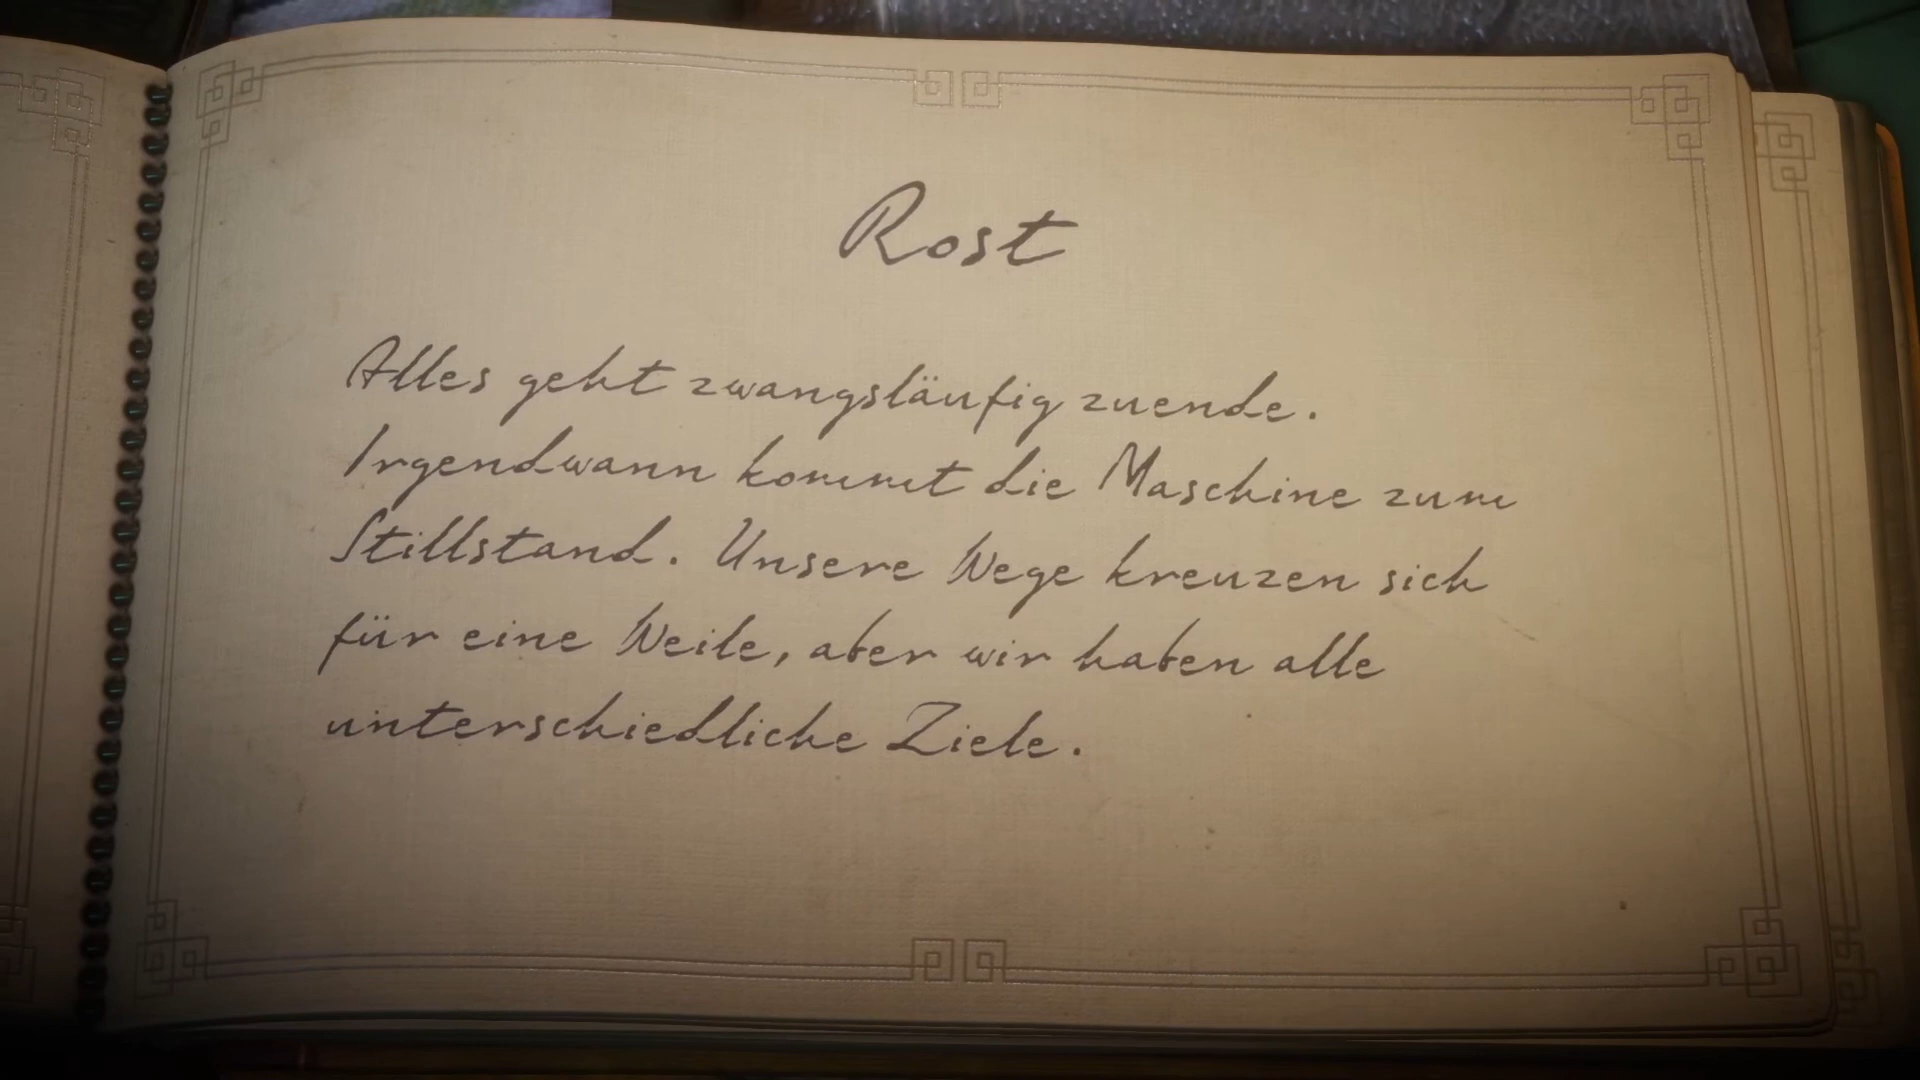 Rost
Alles geht zwangsläufig zuende.
Irgendwann kommt die Maschine zum
Stillstand. Unsere Wege kreuzen sich
für eine Weile, aber wir haben alle
unterschiedliche Ziele.